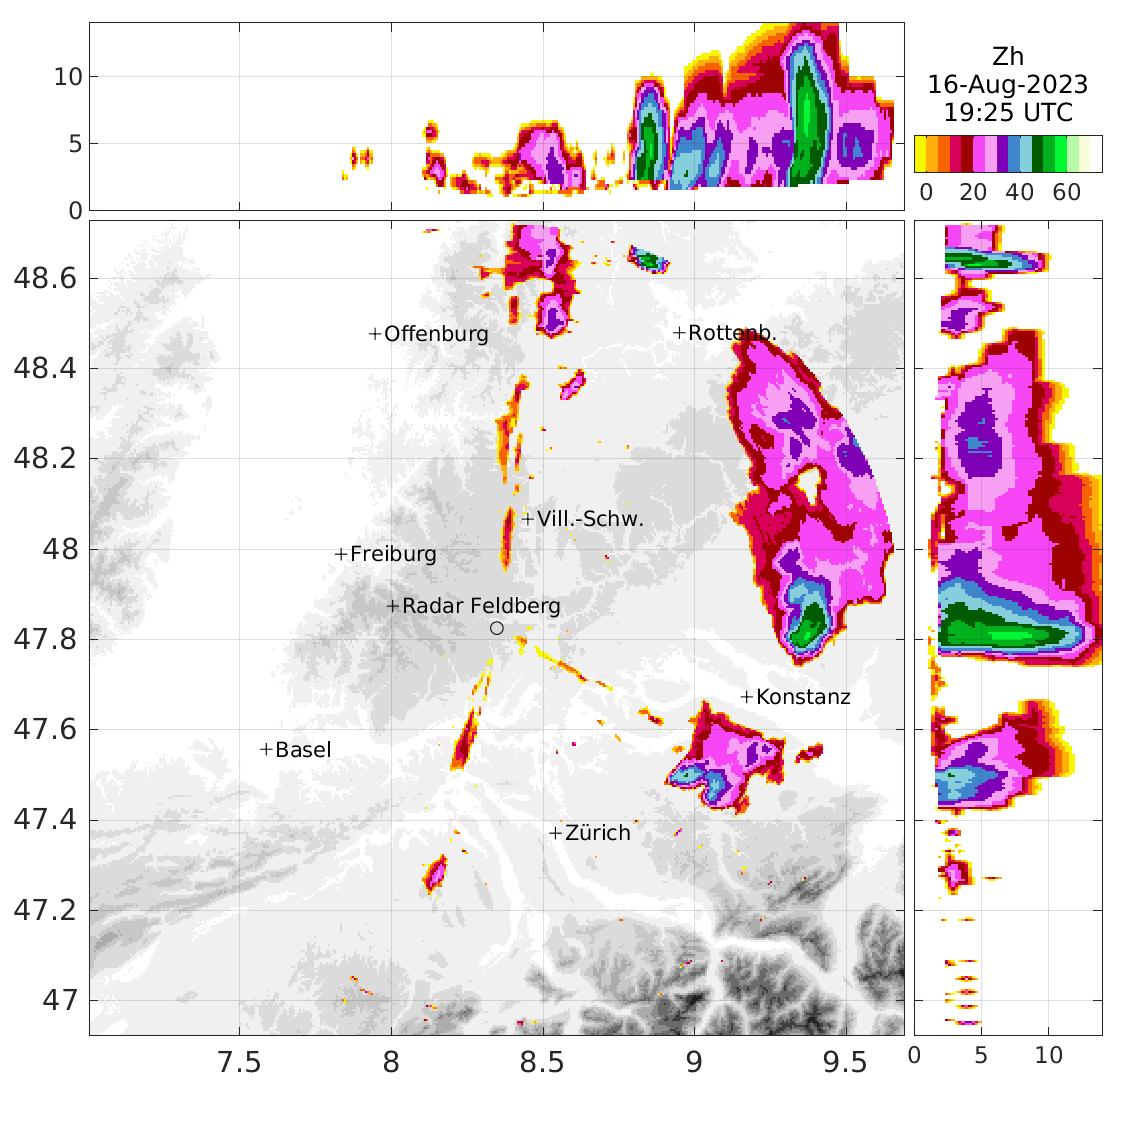 10
5
0
Zh
16-Aug-2023
19:25 UTC
0 20 40 60
48.6
48.4
48.2
48
47.8
47.6
47.4
47.2
47
+Offenburg
+Rottenb.
+Vill.-Schw.
+Freiburg
+Radar Feldberg
+Konstanz
+Basel
+Zürich
7.5 8 8.5 9 9.5
0 5 10